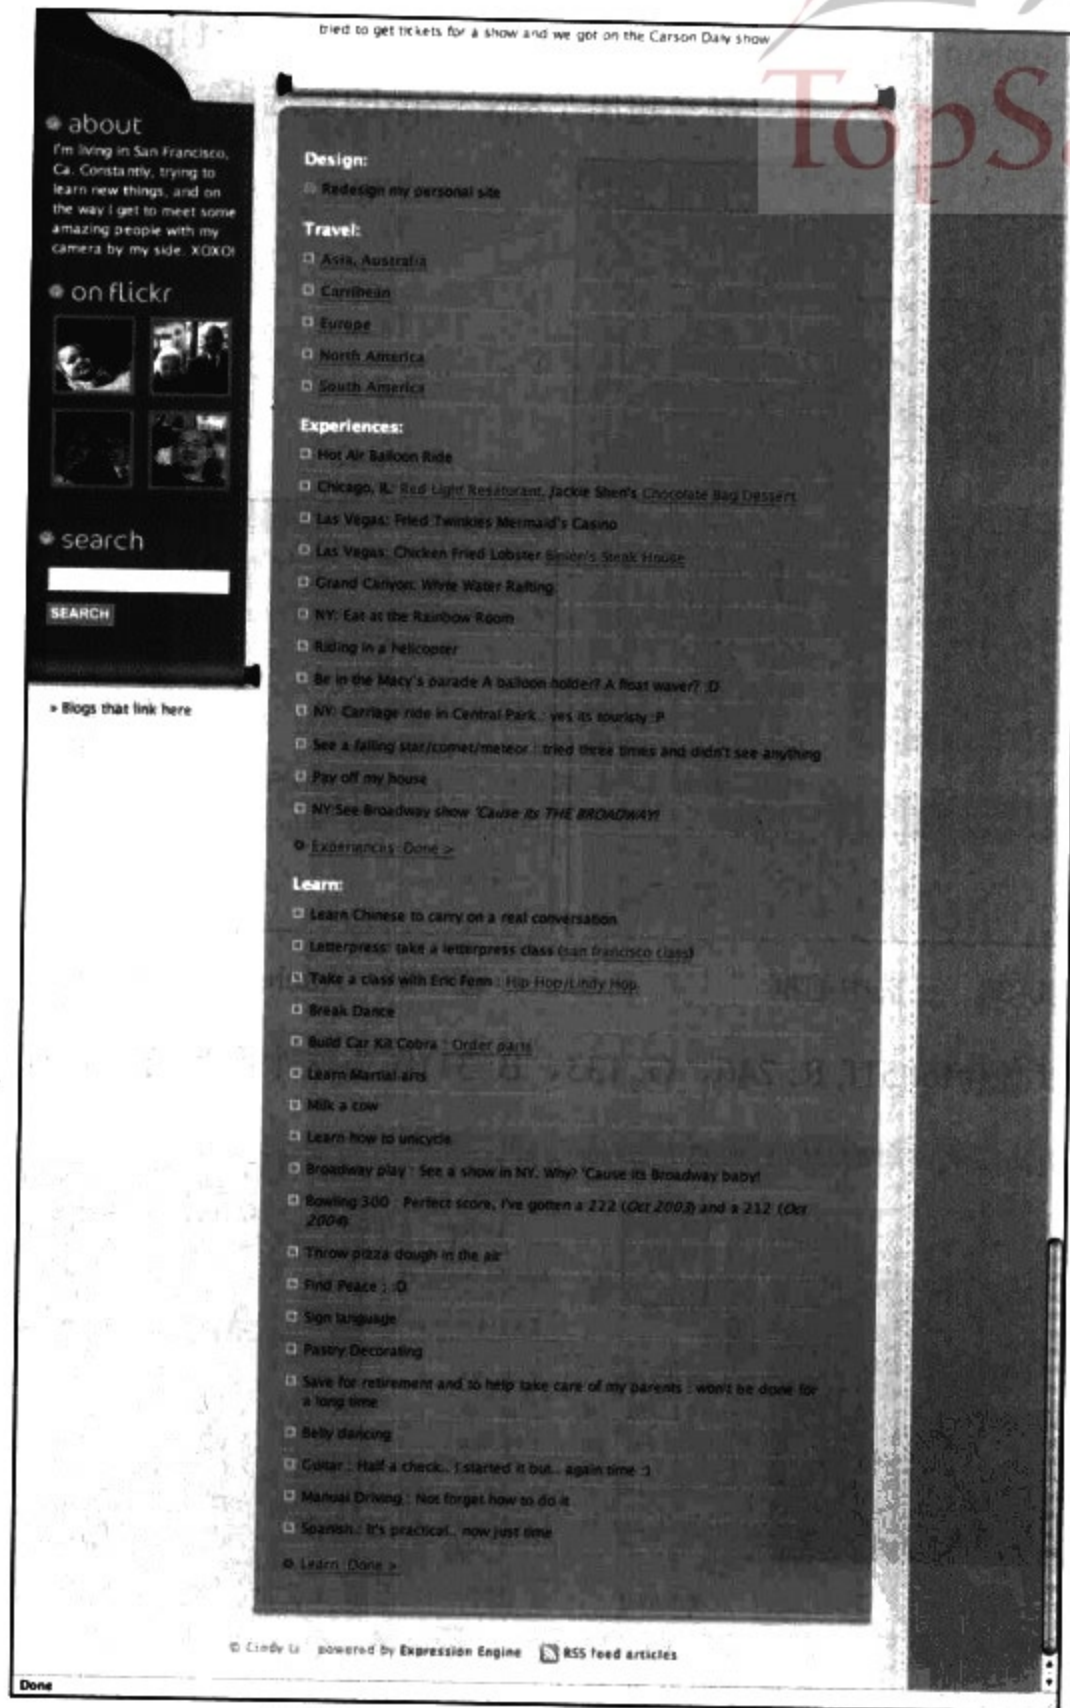 tried to get tickets for a show and we got on the Carson Daly show
TopS
about
I'm living in San Francisco,
Ca. Constantly, trying to
learn new things, and on
the way I get to meet some
amazing people with my
camera by my side. XOXO!
on flickr
search
SEARCH
» Blogs that link here
Design:
Redesign my personal site
Travel:
Asia, Australia
Carribean
Europe
North America
South America
Experiences:
Hot Air Balloon Ride
Chicago, IL: Red Light Resaturant, Jackie Shen's Chocolate Bag Dessert
Las Vegas: Fried Twinkies Mermaid's Casino
Las Vegas: Chicken Fried Lobster Binion's Steak House
Grand Canyon: White Water Rafting
NY: Eat at the Rainbow Room
Riding in a helicopter
Be in the Macy's parade A balloon holder? A float waver? :D
NY: Carriage ride in Central Park : yes its touristy :P
See a falling star/comet/meteor : tried three times and didn't see anything
Pay off my house
NY:See Broadway show 'Cause its THE BROADWAY!
Experiences: Done >
Learn:
Learn Chinese to carry on a real conversation
Letterpress: take a letterpress class (san francisco class)
Take a class with Eric Fenn : Hip Hop/Lindy Hop
Break Dance
Build Car Kit Cobra : Order parts
Learn Martial arts
Milk a cow
Learn how to unicycle
Broadway play : See a show in NY. Why? 'Cause its Broadway baby!
Bowling 300 : Perfect score, I've gotten a 222 (Oct 2003) and a 212 (Oct
2004)
Throw pizza dough in the air
Find Peace : :D
Sign language
Pastry Decorating
Save for retirement and to help take care of my parents : won't be done for
a long time
Belly dancing
Guitar : Half a check.. I started it but.. again time :)
Manual Driving : Not forget how to do it
Spanish : It's practical.. now just time
Learn: Done >
© Cindy Li powered by Expression Engine RSS feed articles
Done